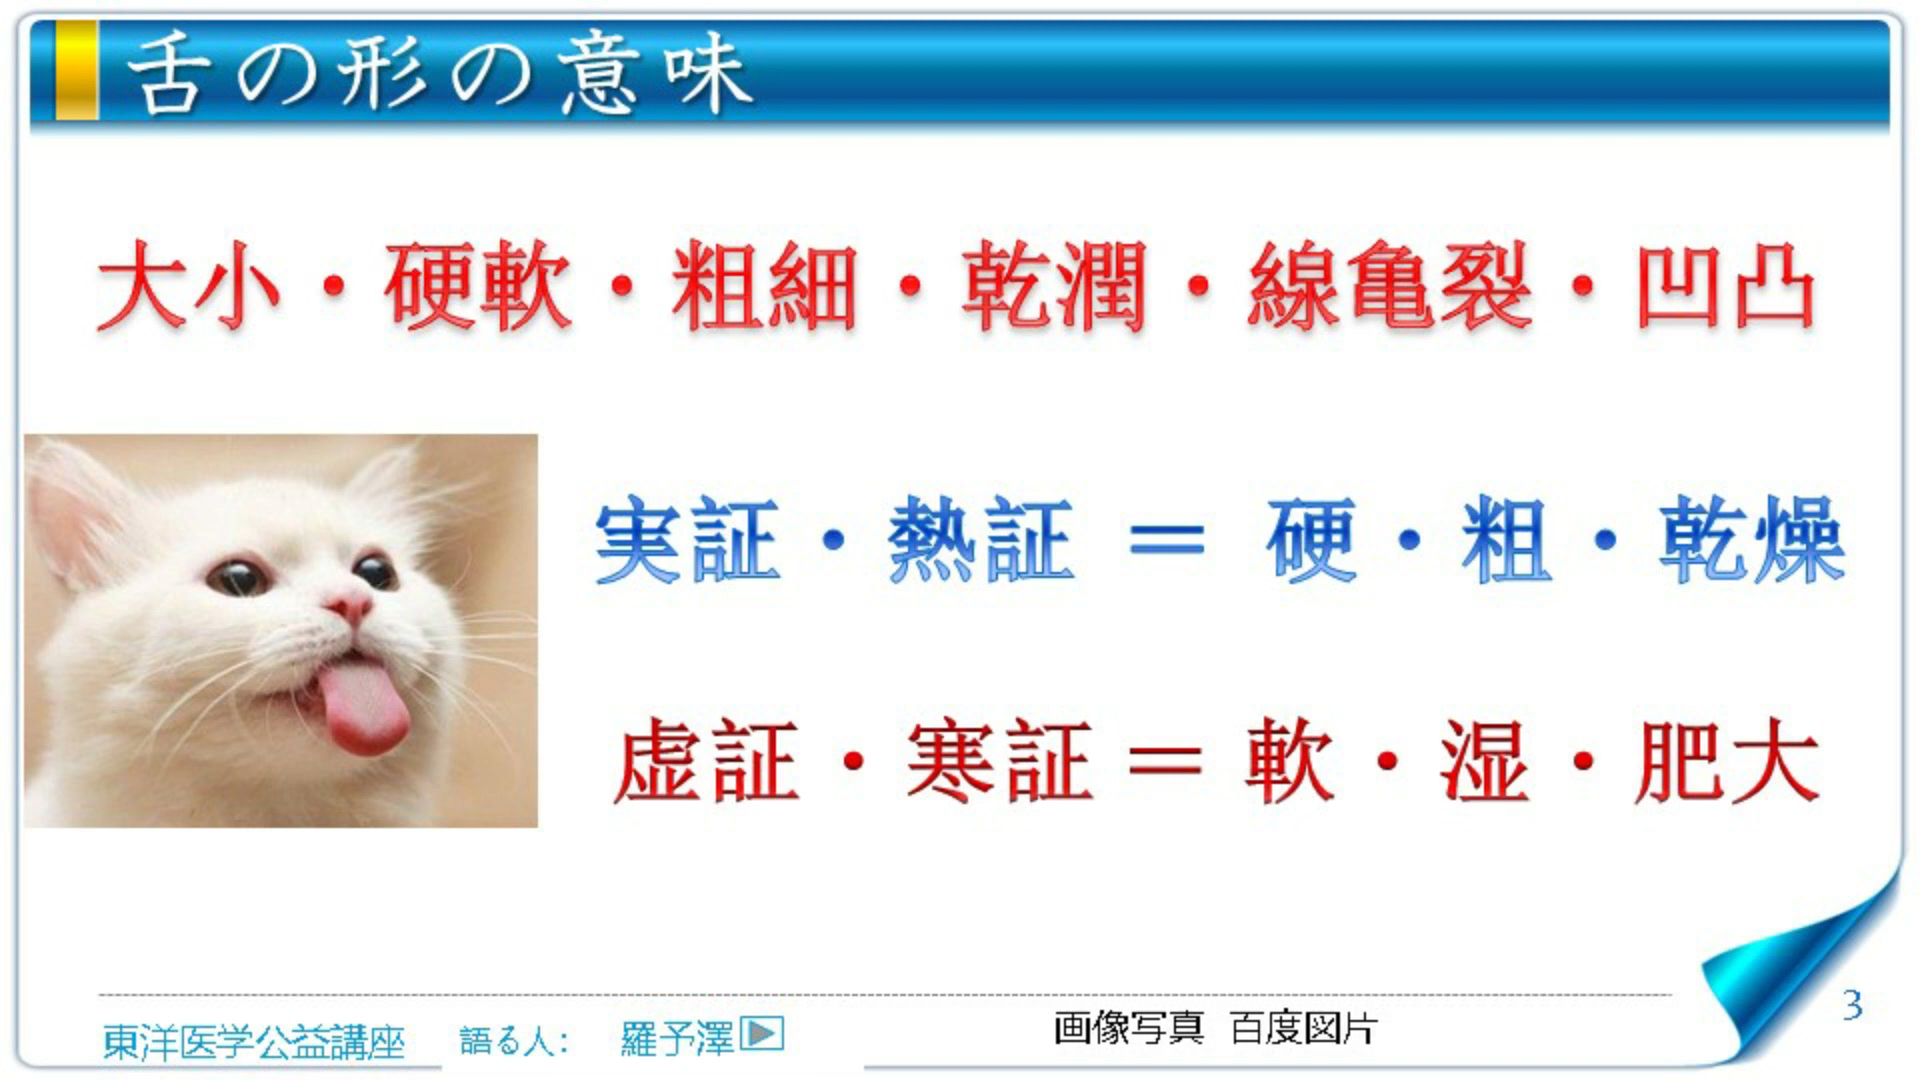 舌の形の意味
大小・硬軟・粗細・乾潤・線亀裂・凹凸
実証・熱証 ＝ 硬・粗・乾燥
虚証・寒証＝ 軟・湿・肥大
東洋医学公益講座 語る人： 羅予澤
画像写真 百度図片
3